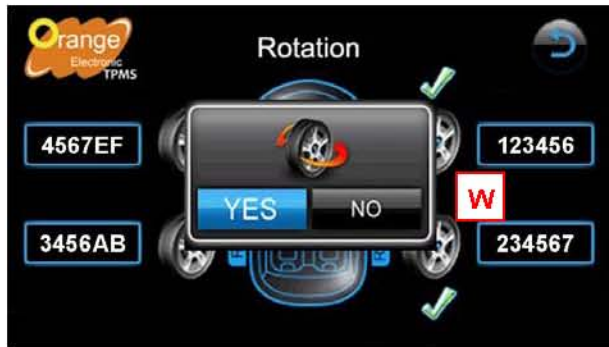 Orange
Electronic
TPMS
Rotation
4567EF
123456
YES
NO
W
3456AB
234567